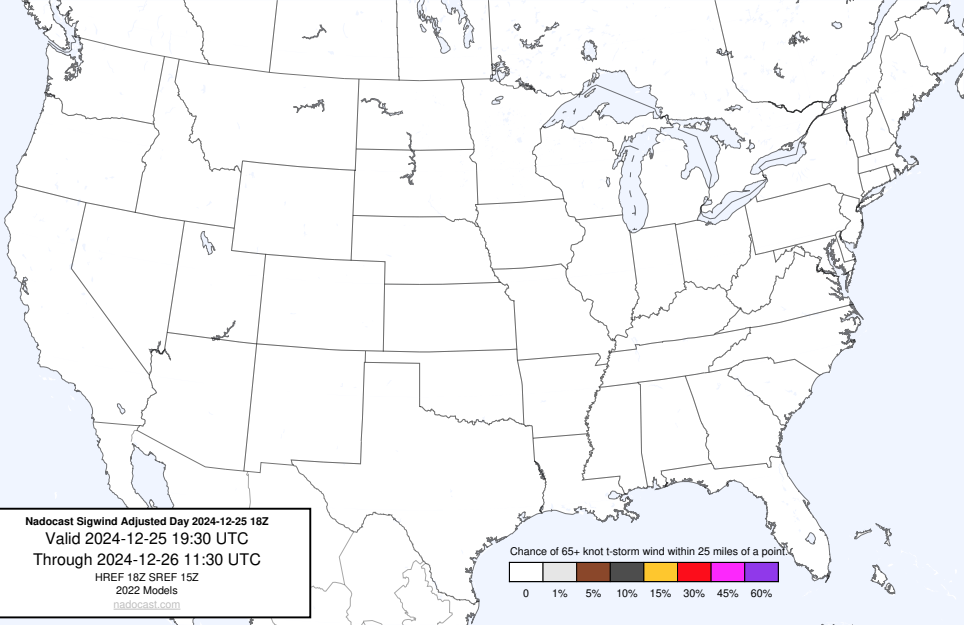 Nadocast Sigwind Adjusted Day 2024-12-25 18Z
Valid 2024-12-25 19:30 UTC
Through 2024-12-26 11:30 UTC
HREF 18Z SREF 15Z
2022 Models
nadocast.com
Chance of 65+ knot t-storm wind within 25 miles of a point.
0 1% 5% 10% 15% 30% 45% 60%